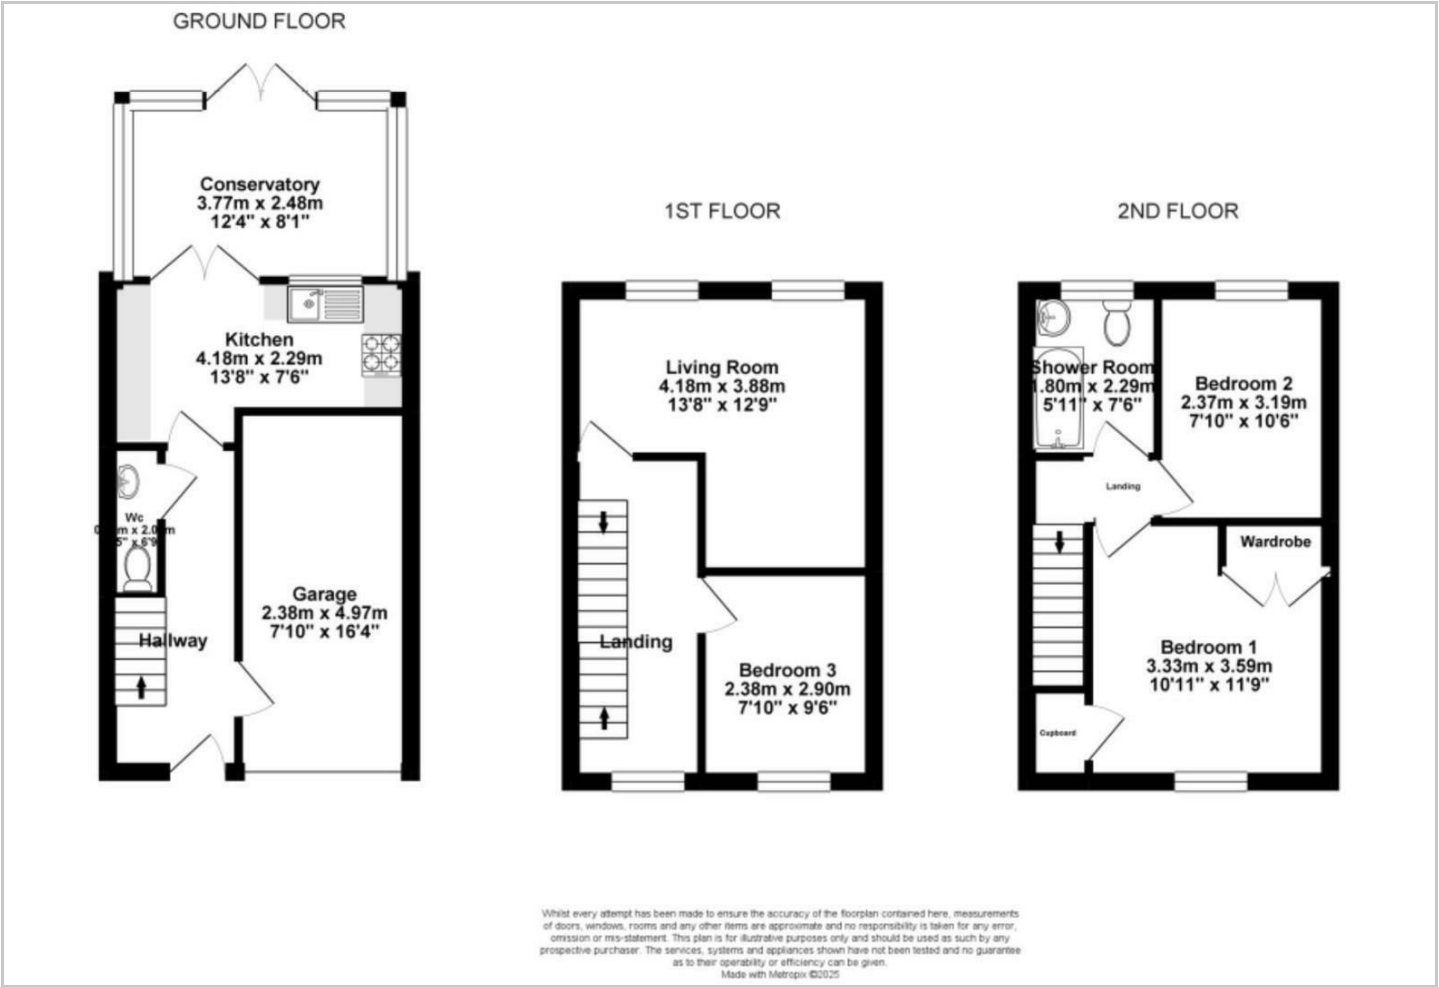 GROUND FLOOR
Conservatory
3.77m x 2.48m
12'4" x 8'1"
Kitchen
4.18m x 2.29m
13'8" x 7'6"
Wc
m x 2.0 m
5" x 6'9
Hallway
Garage
2.38m x 4.97m
7'10" x 16'4"
1ST FLOOR
Living Room
4.18m x 3.88m
13'8" x 12'9"
Landing
Bedroom 3
2.38m x 2.90m
7'10" x 9'6"
2ND FLOOR
Shower Room
1.80m x 2.29m
5'11" x 7'6"
Bedroom 2
2.37m x 3.19m
7'10" x 10'6"
Landing
Wardrobe
Bedroom 1
3.33m x 3.59m
10'11" x 11'9"
Cupboard
Whilst every attempt has been made to ensure the accuracy of the floorplan contained here, measurements
of doors, windows, rooms and any other items are approximate and no responsibility is taken for any error,
omission or mis-statement. This plan is for illustrative purposes only and should be used as such by any
prospective purchaser. The services, systems and appliances shown have not been tested and no guarantee
as to their operability or efficiency can be given.
Made with Metropix ©2025